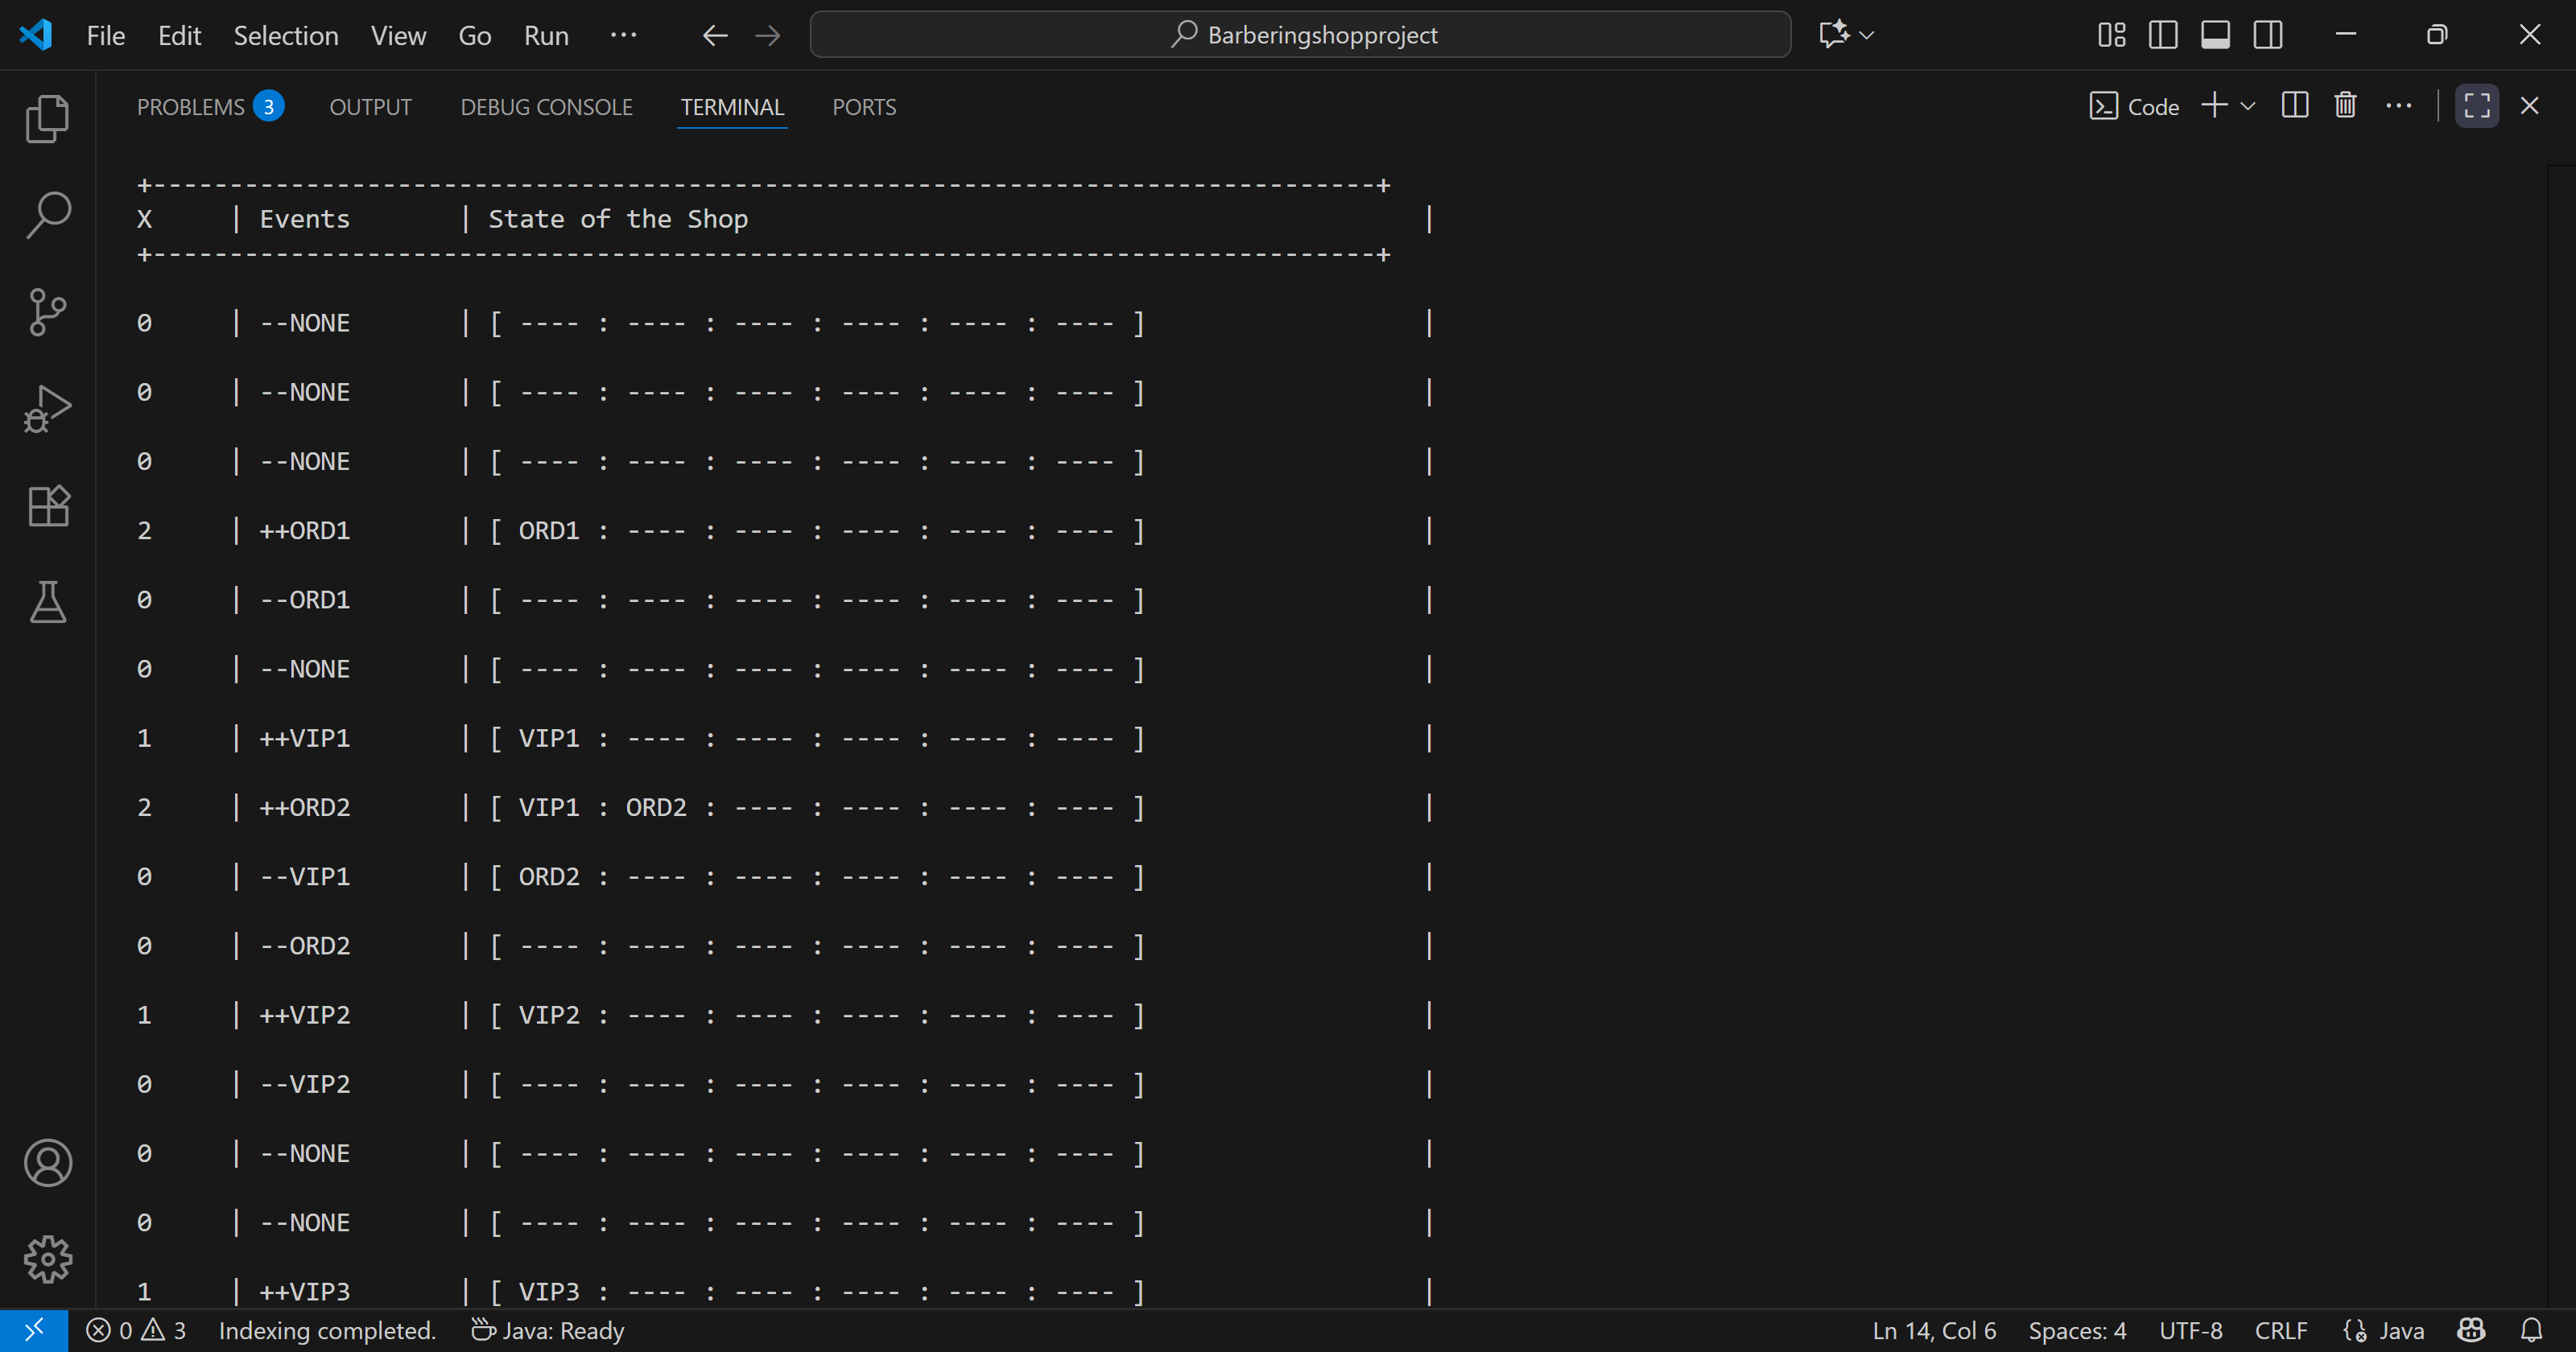 File Edit Selection View Go Run ··· Barberingshopproject
PROBLEMS 3 OUTPUT DEBUG CONSOLE TERMINAL PORTS Code
+--------------------------------------------------------------------------------+
X     | Events       | State of the Shop                                            |
+--------------------------------------------------------------------------------+
0     | --NONE       | [ ---- : ---- : ---- : ---- : ---- : ---- ]                  |
0     | --NONE       | [ ---- : ---- : ---- : ---- : ---- : ---- ]                  |
0     | --NONE       | [ ---- : ---- : ---- : ---- : ---- : ---- ]                  |
2     | ++ORD1       | [ ORD1 : ---- : ---- : ---- : ---- : ---- ]                  |
0     | --ORD1       | [ ---- : ---- : ---- : ---- : ---- : ---- ]                  |
0     | --NONE       | [ ---- : ---- : ---- : ---- : ---- : ---- ]                  |
1     | ++VIP1       | [ VIP1 : ---- : ---- : ---- : ---- : ---- ]                  |
2     | ++ORD2       | [ VIP1 : ORD2 : ---- : ---- : ---- : ---- ]                  |
0     | --VIP1       | [ ORD2 : ---- : ---- : ---- : ---- : ---- ]                  |
0     | --ORD2       | [ ---- : ---- : ---- : ---- : ---- : ---- ]                  |
1     | ++VIP2       | [ VIP2 : ---- : ---- : ---- : ---- : ---- ]                  |
0     | --VIP2       | [ ---- : ---- : ---- : ---- : ---- : ---- ]                  |
0     | --NONE       | [ ---- : ---- : ---- : ---- : ---- : ---- ]                  |
0     | --NONE       | [ ---- : ---- : ---- : ---- : ---- : ---- ]                  |
1     | ++VIP3       | [ VIP3 : ---- : ---- : ---- : ---- : ---- ]                  |
0 3 Indexing completed. Java: Ready Ln 14, Col 6 Spaces: 4 UTF-8 CRLF Java